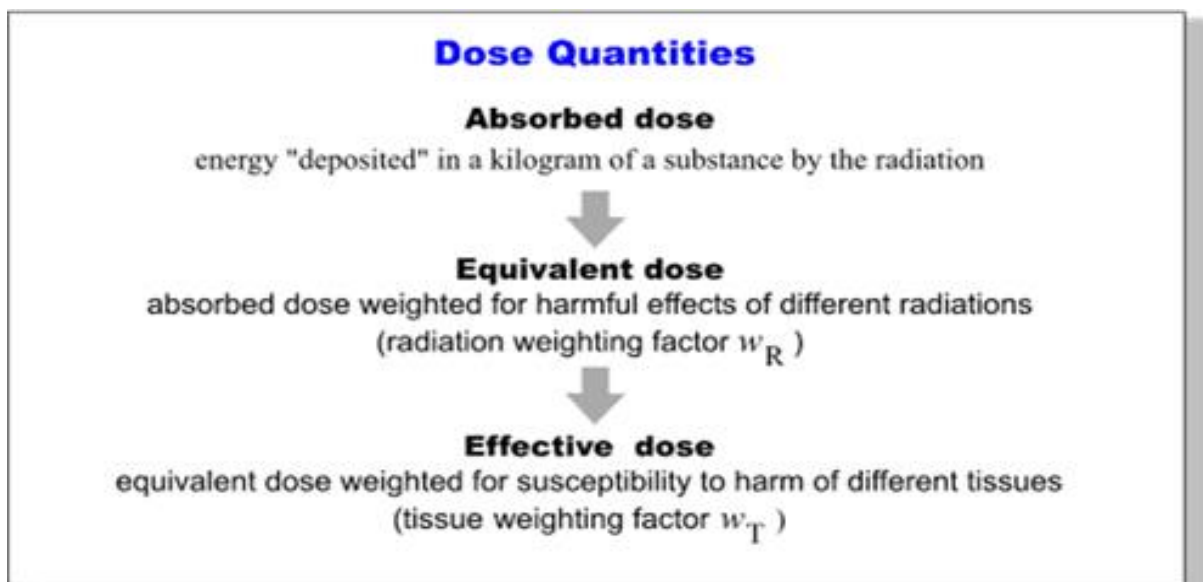 Dose Quantities
Absorbed dose
energy "deposited" in a kilogram of a substance by the radiation
Equivalent dose
absorbed dose weighted for harmful effects of different radiations
(radiation weighting factor w_R )
Effective dose
equivalent dose weighted for susceptibility to harm of different tissues
(tissue weighting factor w_T )